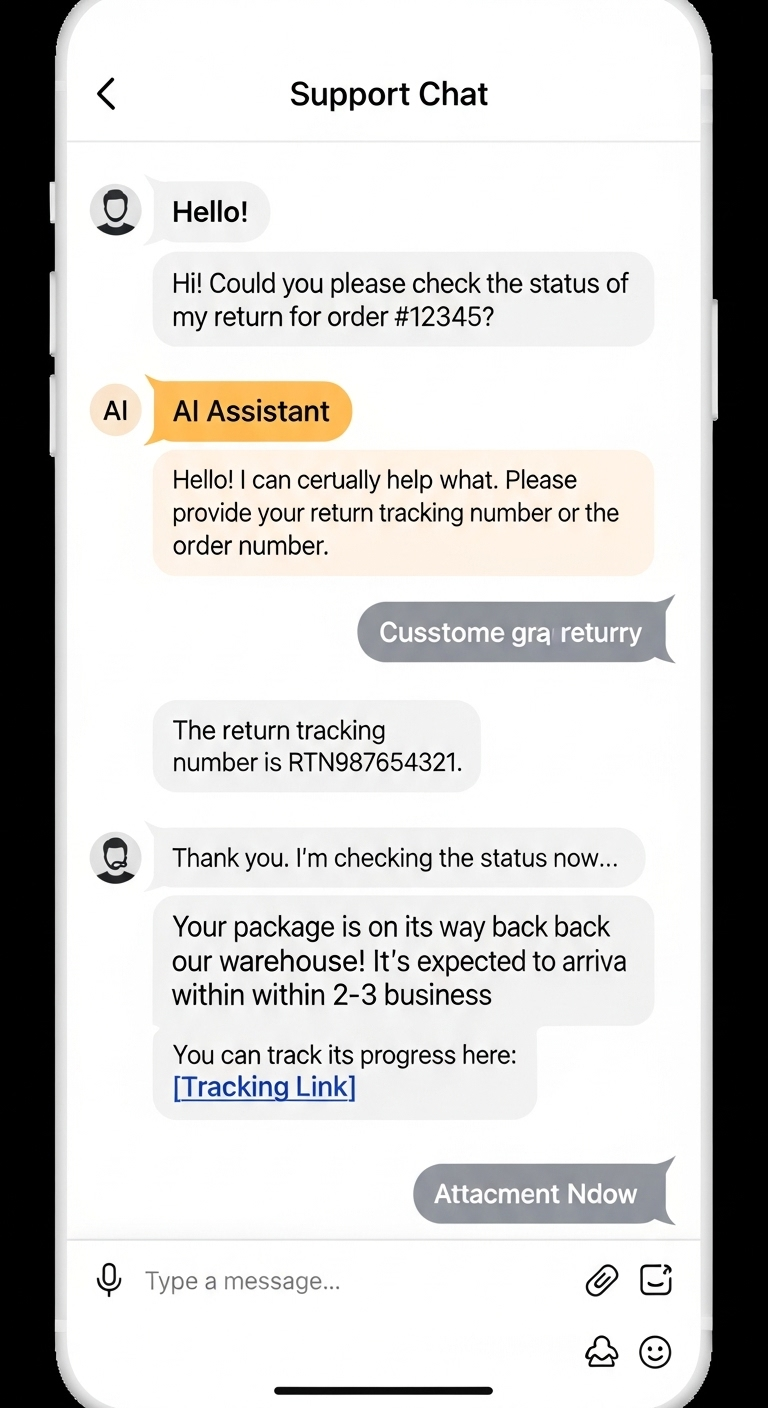 Support Chat
Hello!
Hi! Could you please check the status of
my return for order #12345?
AI
AI Assistant
Hello! I can certually help what. Please
provide your return tracking number or the
order number.
Cusstome gra returry
The return tracking
number is RTN987654321.
Thank you. I'm checking the status now...
Your package is on its way back back
our warehouse! It's expected to arriva
within within 2-3 business
You can track its progress here:
[Tracking Link]
Attacment Ndow
Type a message...